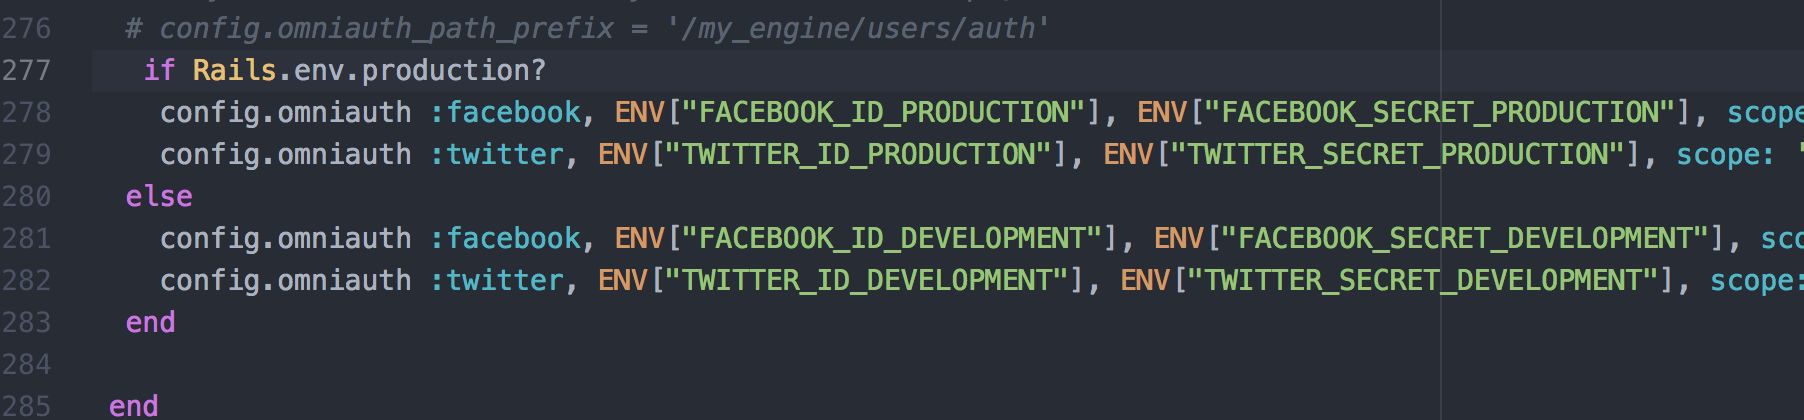 276 # config.omniauth_path_prefix = '/my_engine/users/auth'
277 if Rails.env.production?
278 config.omniauth :facebook, ENV["FACEBOOK_ID_PRODUCTION"], ENV["FACEBOOK_SECRET_PRODUCTION"], scope
279 config.omniauth :twitter, ENV["TWITTER_ID_PRODUCTION"], ENV["TWITTER_SECRET_PRODUCTION"], scope: '
280 else
281 config.omniauth :facebook, ENV["FACEBOOK_ID_DEVELOPMENT"], ENV["FACEBOOK_SECRET_DEVELOPMENT"], sco
282 config.omniauth :twitter, ENV["TWITTER_ID_DEVELOPMENT"], ENV["TWITTER_SECRET_DEVELOPMENT"], scope:
283 end
284
285 end